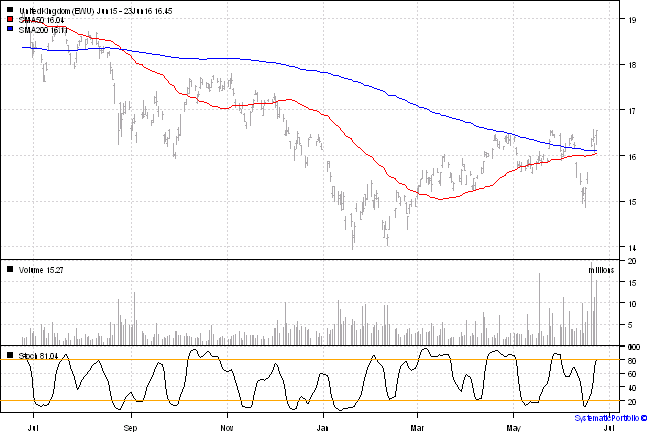 UnitedKingdom (EWU) Jun15 - 23Jun16 16.45
SMA50 16.04
SMA200 16.11
19
18
17
16
15
14
Volume 15.27
millions
20
15
10
5
Stoch 81.04
80
60
40
20
Jul
Sep
Nov
Jan
Mar
May
Jul
SystematicPortfolio ©